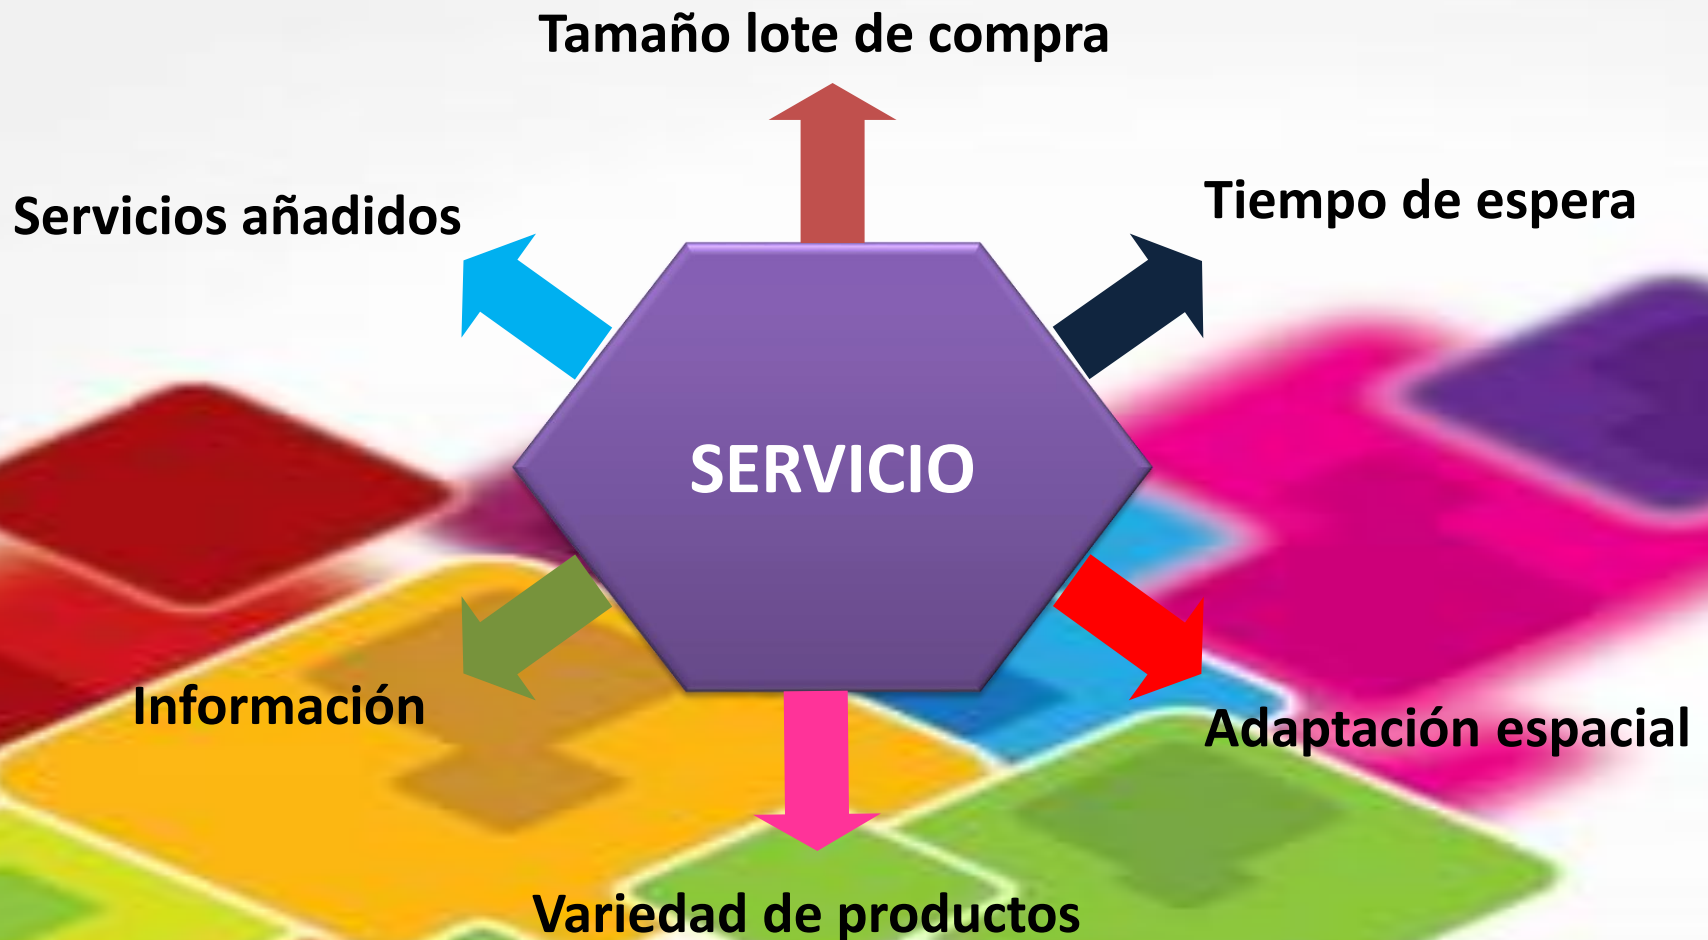 Tamaño lote de compra
Servicios añadidos
Tiempo de espera
SERVICIO
Información
Adaptación espacial
Variedad de productos